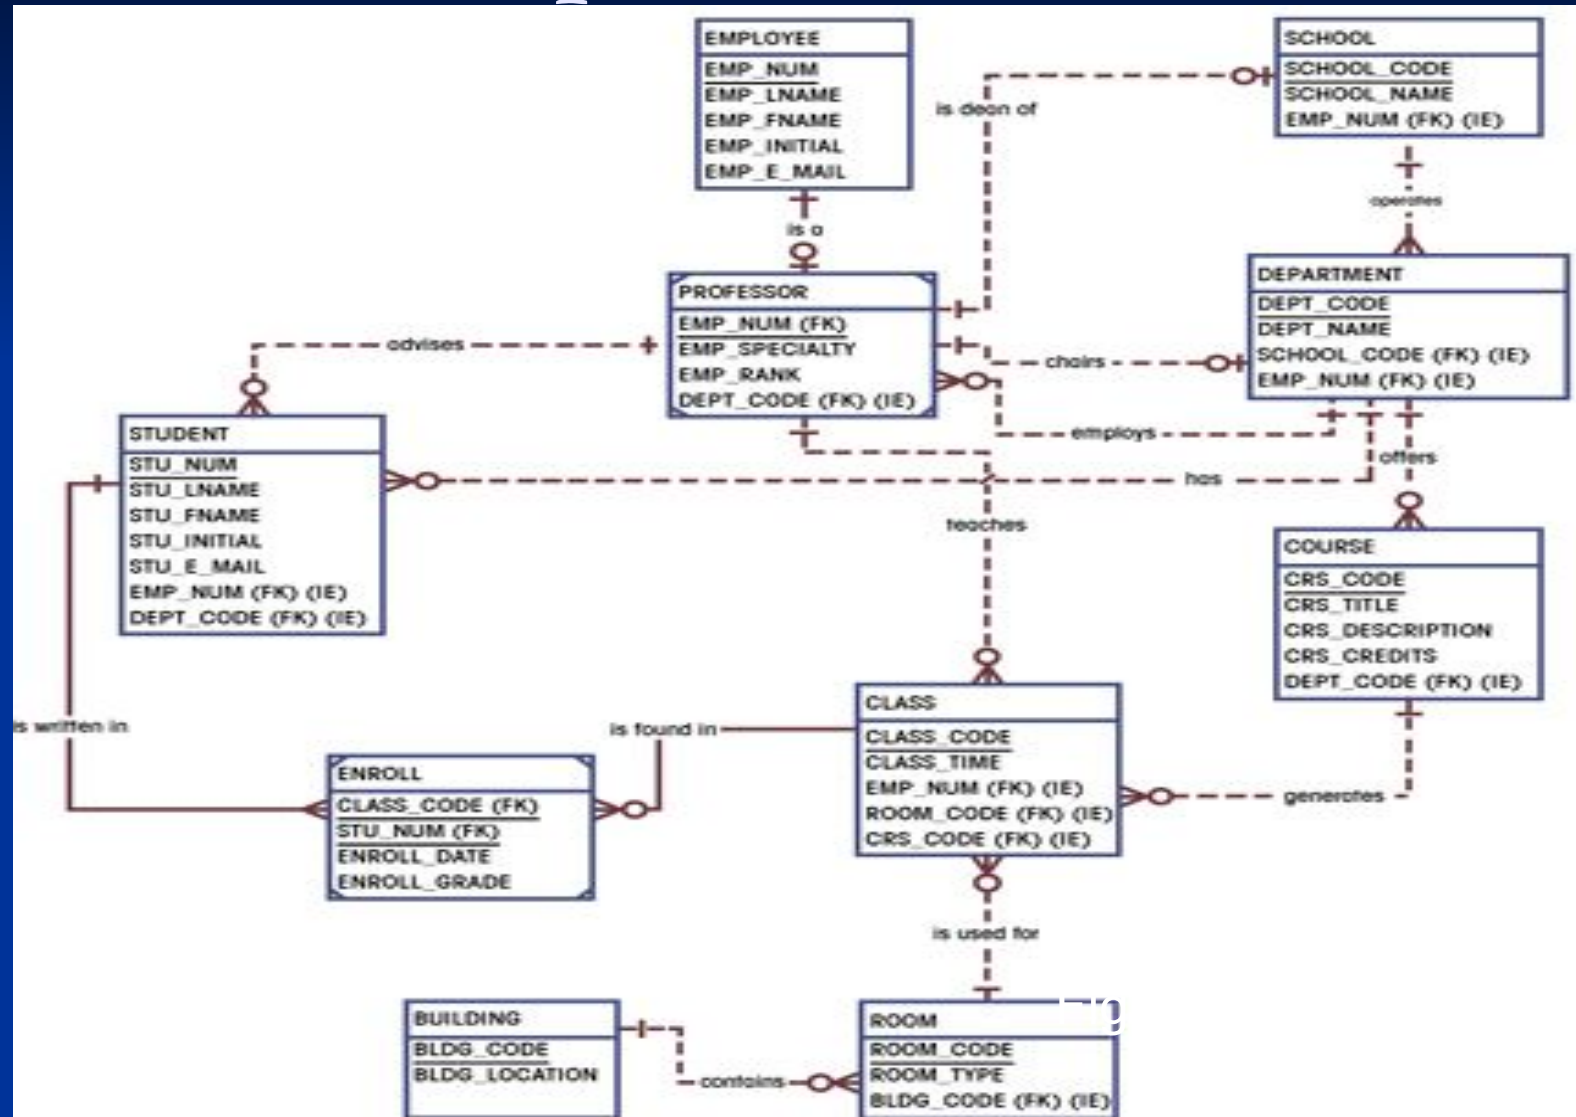 EMPLOYEE
EMP_NUM
EMP_LNAME
EMP_FNAME
EMP_INITIAL
EMP_E_MAIL
SCHOOL
SCHOOL_CODE
SCHOOL_NAME
EMP_NUM (FK) (IE)
is dean of
operates
is a
PROFESSOR
EMP_NUM (FK)
EMP_SPECIALTY
EMP_RANK
DEPT_CODE (FK) (IE)
DEPARTMENT
DEPT_CODE
DEPT_NAME
SCHOOL_CODE (FK) (IE)
EMP_NUM (FK) (IE)
advises
chairs
employs
offers
has
teaches
STUDENT
STU_NUM
STU_LNAME
STU_FNAME
STU_INITIAL
STU_E_MAIL
EMP_NUM (FK) (IE)
DEPT_CODE (FK) (IE)
COURSE
CRS_CODE
CRS_TITLE
CRS_DESCRIPTION
CRS_CREDITS
DEPT_CODE (FK) (IE)
is written in
is found in
CLASS
CLASS_CODE
CLASS_TIME
EMP_NUM (FK) (IE)
ROOM_CODE (FK) (IE)
CRS_CODE (FK) (IE)
generates
ENROLL
CLASS_CODE (FK)
STU_NUM (FK)
ENROLL_DATE
ENROLL_GRADE
is used for
BUILDING
BLDG_CODE
BLDG_LOCATION
contains
ROOM
ROOM_CODE
ROOM_TYPE
BLDG_CODE (FK) (IE)